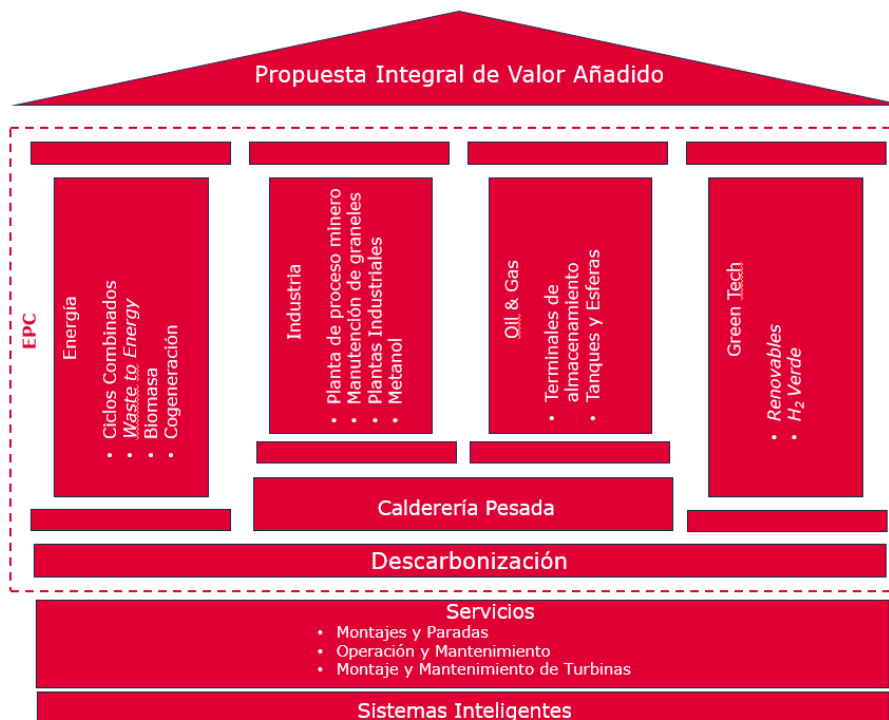 Propuesta Integral de Valor Añadido
EPC
Energía
• Ciclos Combinados
• Waste to Energy
• Biomasa
• Cogeneración
Industria
• Planta de proceso minero
• Manutención de graneles
• Plantas Industriales
• Metanol
Oil & Gas
• Terminales de
almacenamiento
• Tanques y Esferas
Green Tech
• Renovables
• H₂ Verde
Calderería Pesada
Descarbonización
Servicios
• Montajes y Paradas
• Operación y Mantenimiento
• Montaje y Mantenimiento de Turbinas
Sistemas Inteligentes